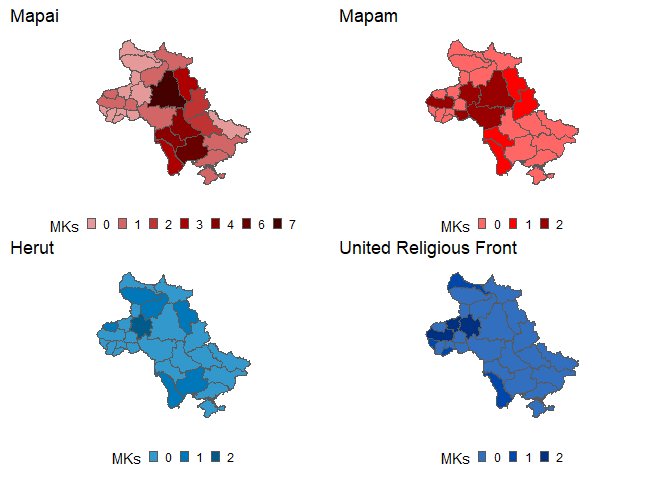 Mapai
Mapam
MKs 0 1 2 3 4 6 7
MKs 0 1 2
Herut
United Religious Front
MKs 0 1 2
MKs 0 1 2